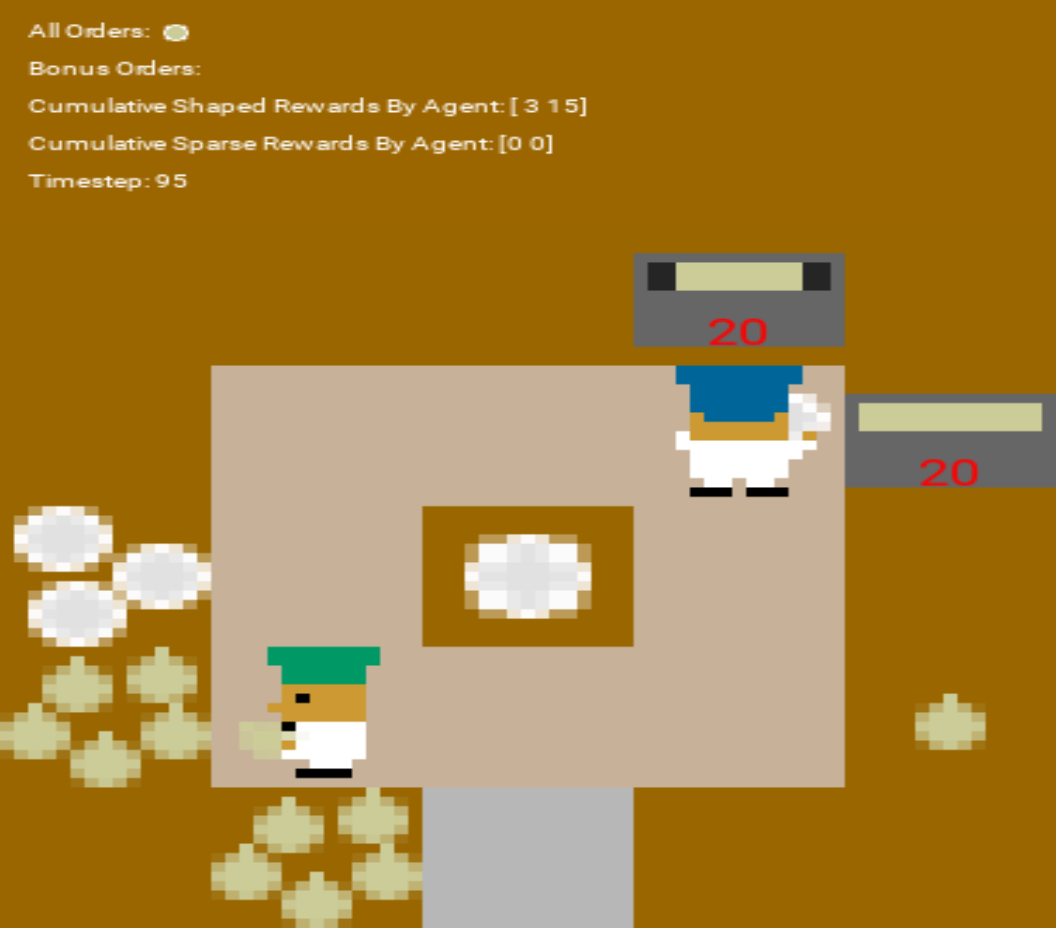 All Orders:
Bonus Orders:
Cumulative Shaped Rewards By Agent: [ 3 15]
Cumulative Sparse Rewards By Agent: [0 0]
Timestep: 95
20
20